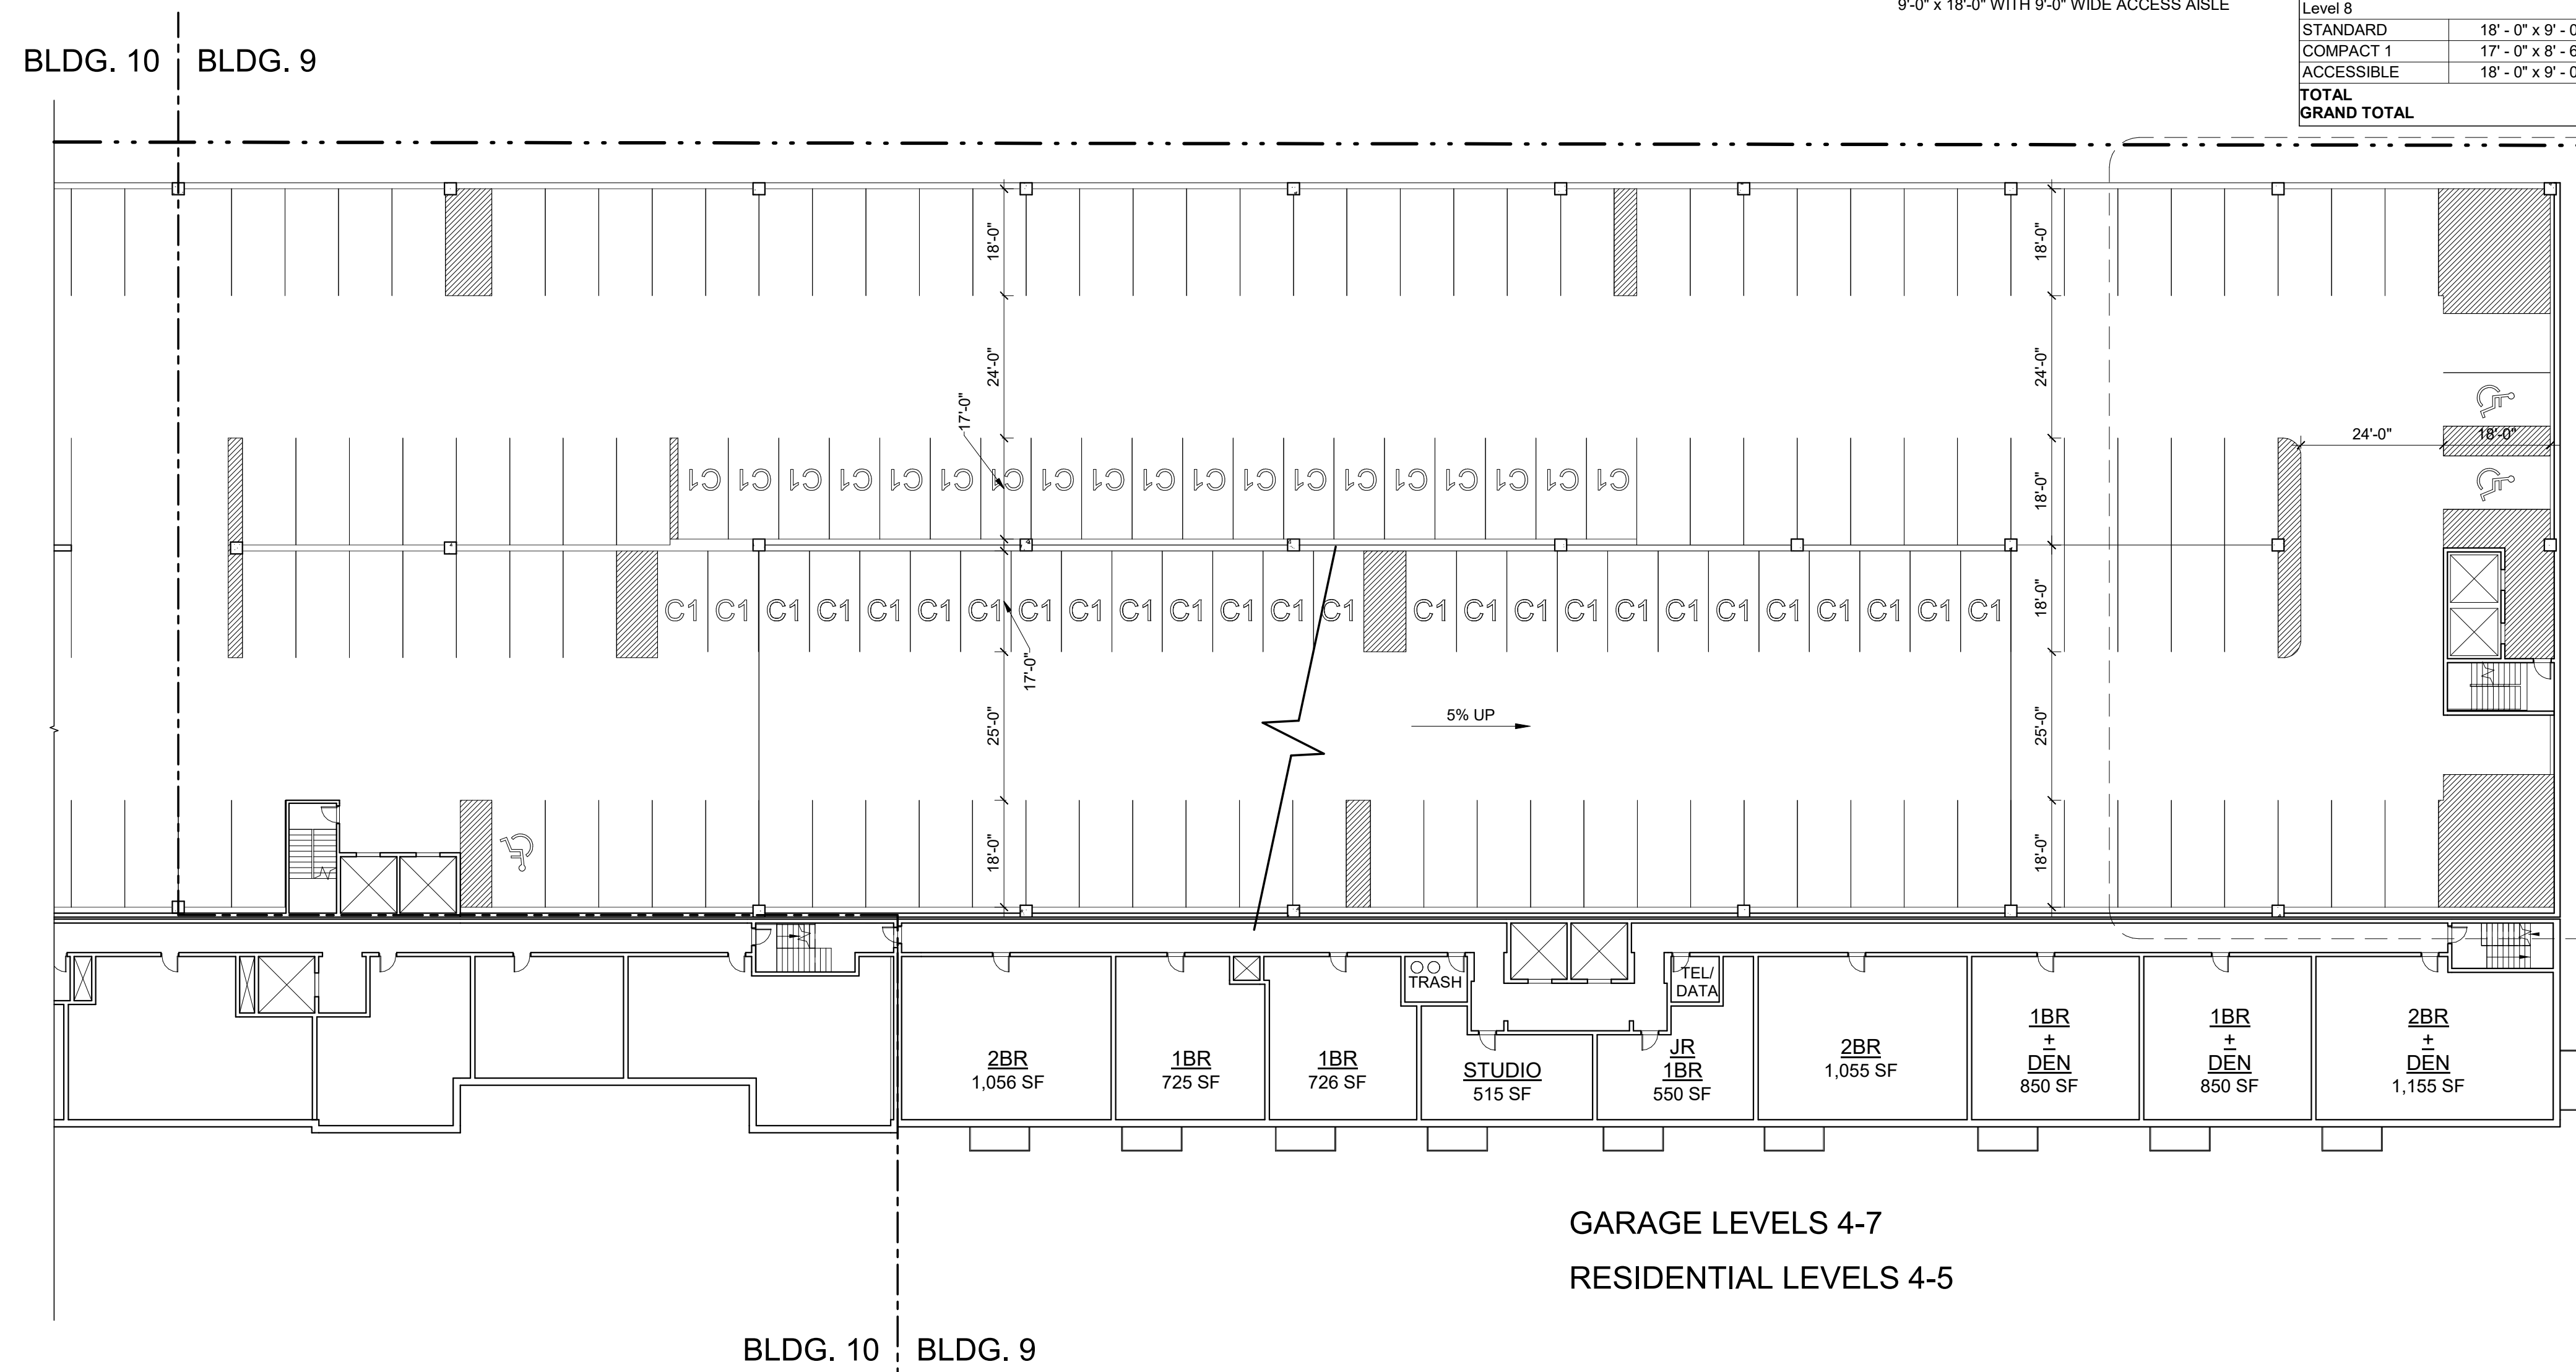 9'-0" x 18'-0" WITH 9'-0" WIDE ACCESS AISLE
Level 8
STANDARD 18' - 0" x 9' - 0
COMPACT 1 17' - 0" x 8' - 6
ACCESSIBLE 18' - 0" x 9' - 0
TOTAL
GRAND TOTAL
BLDG. 10 BLDG. 9
18'-0" 18'-0"
24'-0" 24'-0"
17'-0"
24'-0" 18'-0"
C1 C1 C1 C1 C1 C1 C1 C1 C1 C1 C1 C1 C1 C1 C1 C1 C1 C1 C1
18'-0"
C1 C1 C1 C1 C1 C1 C1 C1 C1 C1 C1 C1 C1 C1 C1 C1 C1 C1 C1 C1 C1 C1 C1 C1 C1 C1
18'-0"
17'-0"
25'-0" 5% UP 25'-0"
18'-0" 18'-0"
TRASH
TEL/
DATA
2BR
1,056 SF
1BR
725 SF
1BR
726 SF
STUDIO
515 SF
JR
1BR
550 SF
2BR
1,055 SF
1BR
+
DEN
850 SF
1BR
+
DEN
850 SF
2BR
+
DEN
1,155 SF
GARAGE LEVELS 4-7
RESIDENTIAL LEVELS 4-5
BLDG. 10 BLDG. 9